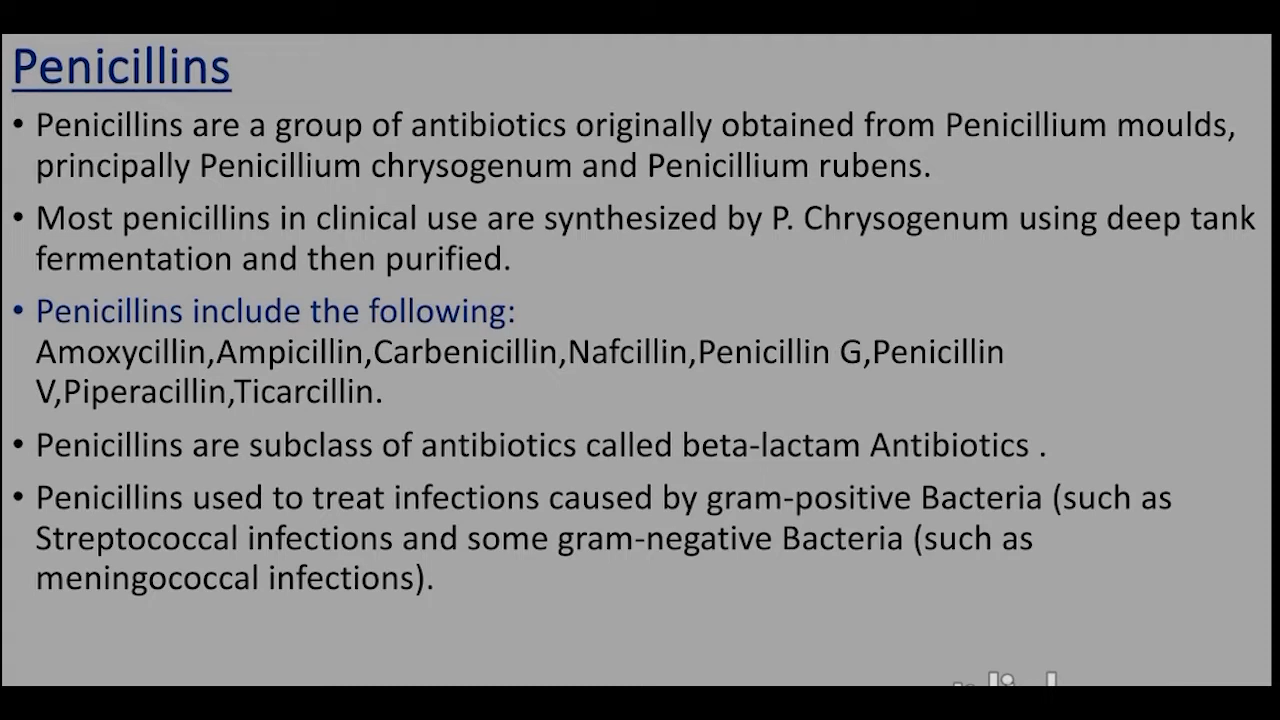 Penicillins
• Penicillins are a group of antibiotics originally obtained from Penicillium moulds,
principally Penicillium chrysogenum and Penicillium rubens.
• Most penicillins in clinical use are synthesized by P. Chrysogenum using deep tank
fermentation and then purified.
• Penicillins include the following:
Amoxycillin,Ampicillin,Carbenicillin,Nafcillin,Penicillin G,Penicillin
V,Piperacillin,Ticarcillin.
• Penicillins are subclass of antibiotics called beta-lactam Antibiotics .
• Penicillins used to treat infections caused by gram-positive Bacteria (such as
Streptococcal infections and some gram-negative Bacteria (such as
meningococcal infections).